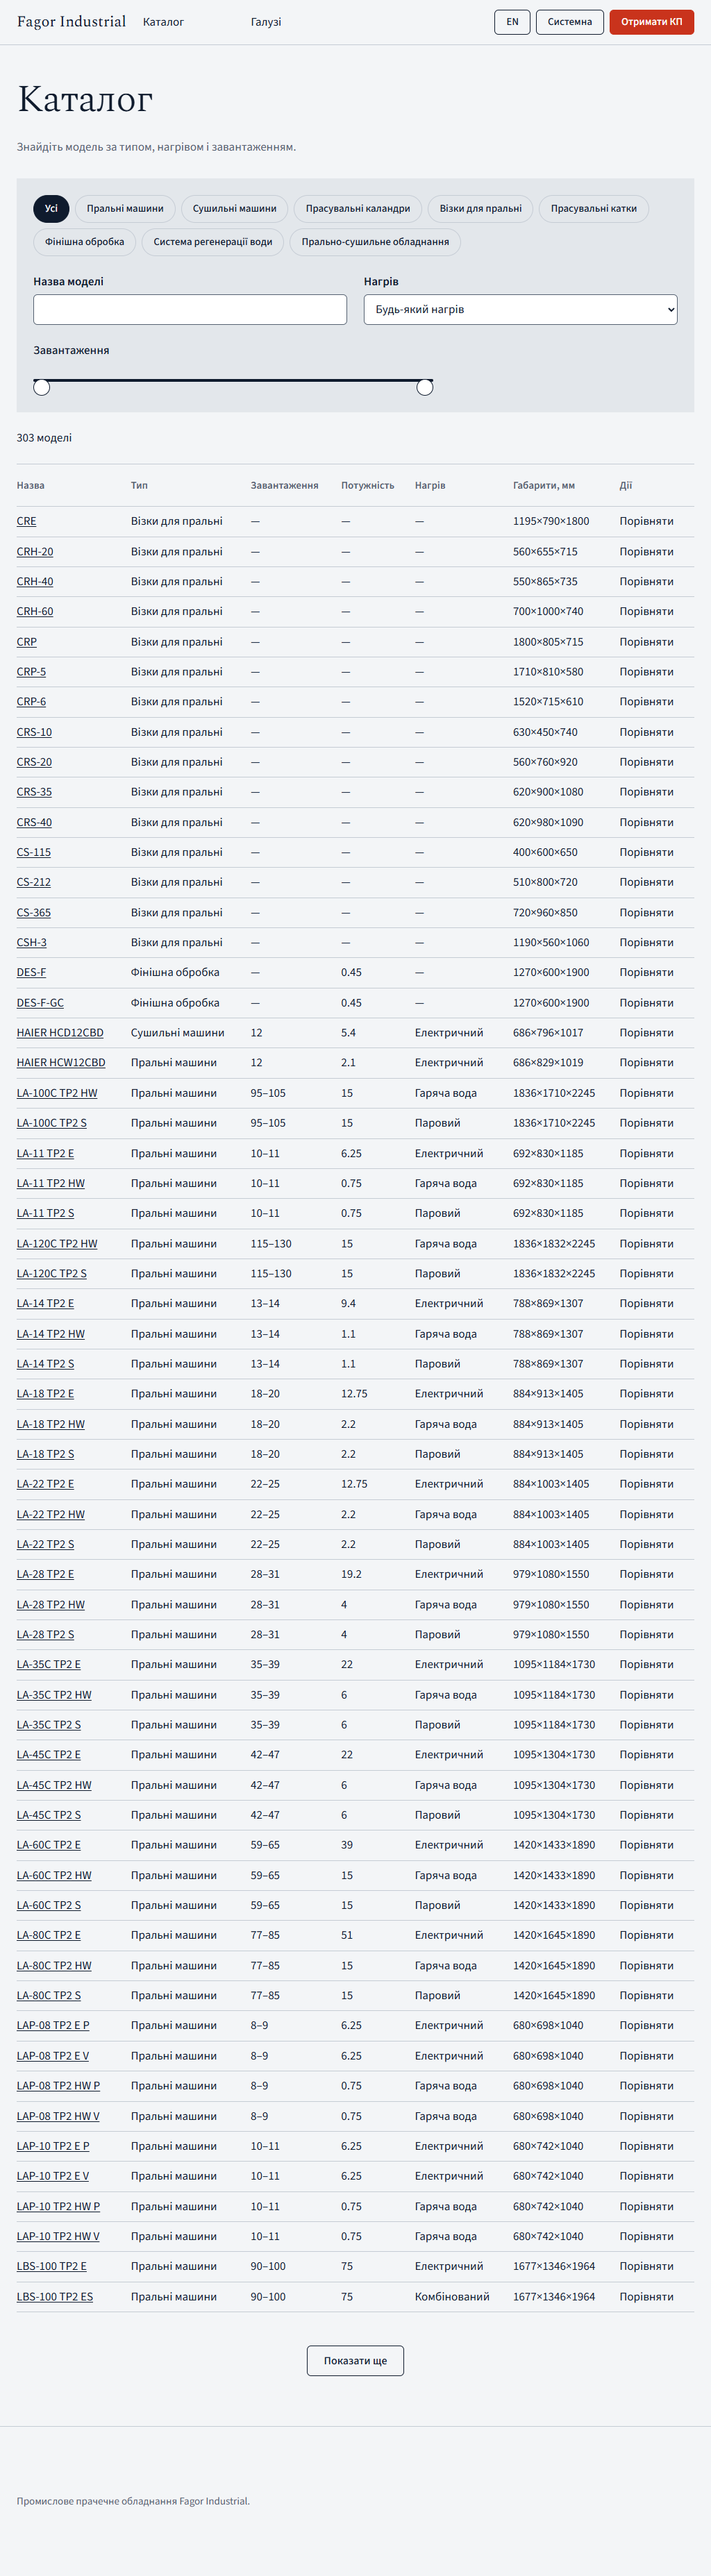 Fagor Industrial Каталог Галузі EN Системна Отримати КП
Каталог
Знайдіть модель за типом, нагрівом і завантаженням.
Усі Пральні машини Сушильні машини Прасувальні каландри Візки для пральні Прасувальні катки
Фінішна обробка Система регенерації води Прально-сушильне обладнання
Назва моделі Нагрів
Будь-який нагрів
Завантаження
303 моделі
Назва Тип Завантаження Потужність Нагрів Габарити, мм Дії
CRE Візки для пральні — — — 1195×790×1800 Порівняти
CRH-20 Візки для пральні — — — 560×655×715 Порівняти
CRH-40 Візки для пральні — — — 550×865×735 Порівняти
CRH-60 Візки для пральні — — — 700×1000×740 Порівняти
CRP Візки для пральні — — — 1800×805×715 Порівняти
CRP-5 Візки для пральні — — — 1710×810×580 Порівняти
CRP-6 Візки для пральні — — — 1520×715×610 Порівняти
CRS-10 Візки для пральні — — — 630×450×740 Порівняти
CRS-20 Візки для пральні — — — 560×760×920 Порівняти
CRS-35 Візки для пральні — — — 620×900×1080 Порівняти
CRS-40 Візки для пральні — — — 620×980×1090 Порівняти
CS-115 Візки для пральні — — — 400×600×650 Порівняти
CS-212 Візки для пральні — — — 510×800×720 Порівняти
CS-365 Візки для пральні — — — 720×960×850 Порівняти
CSH-3 Візки для пральні — — — 1190×560×1060 Порівняти
DES-F Фінішна обробка — 0.45 — 1270×600×1900 Порівняти
DES-F-GC Фінішна обробка — 0.45 — 1270×600×1900 Порівняти
HAIER HCD12CBD Сушильні машини 12 5.4 Електричний 686×796×1017 Порівняти
HAIER HCW12CBD Пральні машини 12 2.1 Електричний 686×829×1019 Порівняти
LA-100C TP2 HW Пральні машини 95–105 15 Гаряча вода 1836×1710×2245 Порівняти
LA-100C TP2 S Пральні машини 95–105 15 Паровий 1836×1710×2245 Порівняти
LA-11 TP2 E Пральні машини 10–11 6.25 Електричний 692×830×1185 Порівняти
LA-11 TP2 HW Пральні машини 10–11 0.75 Гаряча вода 692×830×1185 Порівняти
LA-11 TP2 S Пральні машини 10–11 0.75 Паровий 692×830×1185 Порівняти
LA-120C TP2 HW Пральні машини 115–130 15 Гаряча вода 1836×1832×2245 Порівняти
LA-120C TP2 S Пральні машини 115–130 15 Паровий 1836×1832×2245 Порівняти
LA-14 TP2 E Пральні машини 13–14 9.4 Електричний 788×869×1307 Порівняти
LA-14 TP2 HW Пральні машини 13–14 1.1 Гаряча вода 788×869×1307 Порівняти
LA-14 TP2 S Пральні машини 13–14 1.1 Паровий 788×869×1307 Порівняти
LA-18 TP2 E Пральні машини 18–20 12.75 Електричний 884×913×1405 Порівняти
LA-18 TP2 HW Пральні машини 18–20 2.2 Гаряча вода 884×913×1405 Порівняти
LA-18 TP2 S Пральні машини 18–20 2.2 Паровий 884×913×1405 Порівняти
LA-22 TP2 E Пральні машини 22–25 12.75 Електричний 884×1003×1405 Порівняти
LA-22 TP2 HW Пральні машини 22–25 2.2 Гаряча вода 884×1003×1405 Порівняти
LA-22 TP2 S Пральні машини 22–25 2.2 Паровий 884×1003×1405 Порівняти
LA-28 TP2 E Пральні машини 28–31 19.2 Електричний 979×1080×1550 Порівняти
LA-28 TP2 HW Пральні машини 28–31 4 Гаряча вода 979×1080×1550 Порівняти
LA-28 TP2 S Пральні машини 28–31 4 Паровий 979×1080×1550 Порівняти
LA-35C TP2 E Пральні машини 35–39 22 Електричний 1095×1184×1730 Порівняти
LA-35C TP2 HW Пральні машини 35–39 6 Гаряча вода 1095×1184×1730 Порівняти
LA-35C TP2 S Пральні машини 35–39 6 Паровий 1095×1184×1730 Порівняти
LA-45C TP2 E Пральні машини 42–47 22 Електричний 1095×1304×1730 Порівняти
LA-45C TP2 HW Пральні машини 42–47 6 Гаряча вода 1095×1304×1730 Порівняти
LA-45C TP2 S Пральні машини 42–47 6 Паровий 1095×1304×1730 Порівняти
LA-60C TP2 E Пральні машини 59–65 39 Електричний 1420×1433×1890 Порівняти
LA-60C TP2 HW Пральні машини 59–65 15 Гаряча вода 1420×1433×1890 Порівняти
LA-60C TP2 S Пральні машини 59–65 15 Паровий 1420×1433×1890 Порівняти
LA-80C TP2 E Пральні машини 77–85 51 Електричний 1420×1645×1890 Порівняти
LA-80C TP2 HW Пральні машини 77–85 15 Гаряча вода 1420×1645×1890 Порівняти
LA-80C TP2 S Пральні машини 77–85 15 Паровий 1420×1645×1890 Порівняти
LAP-08 TP2 E P Пральні машини 8–9 6.25 Електричний 680×698×1040 Порівняти
LAP-08 TP2 E V Пральні машини 8–9 6.25 Електричний 680×698×1040 Порівняти
LAP-08 TP2 HW P Пральні машини 8–9 0.75 Гаряча вода 680×698×1040 Порівняти
LAP-08 TP2 HW V Пральні машини 8–9 0.75 Гаряча вода 680×698×1040 Порівняти
LAP-10 TP2 E P Пральні машини 10–11 6.25 Електричний 680×742×1040 Порівняти
LAP-10 TP2 E V Пральні машини 10–11 6.25 Електричний 680×742×1040 Порівняти
LAP-10 TP2 HW P Пральні машини 10–11 0.75 Гаряча вода 680×742×1040 Порівняти
LAP-10 TP2 HW V Пральні машини 10–11 0.75 Гаряча вода 680×742×1040 Порівняти
LBS-100 TP2 E Пральні машини 90–100 75 Електричний 1677×1346×1964 Порівняти
LBS-100 TP2 ES Пральні машини 90–100 75 Комбінований 1677×1346×1964 Порівняти
Показати ще
Промислове прачечне обладнання Fagor Industrial.